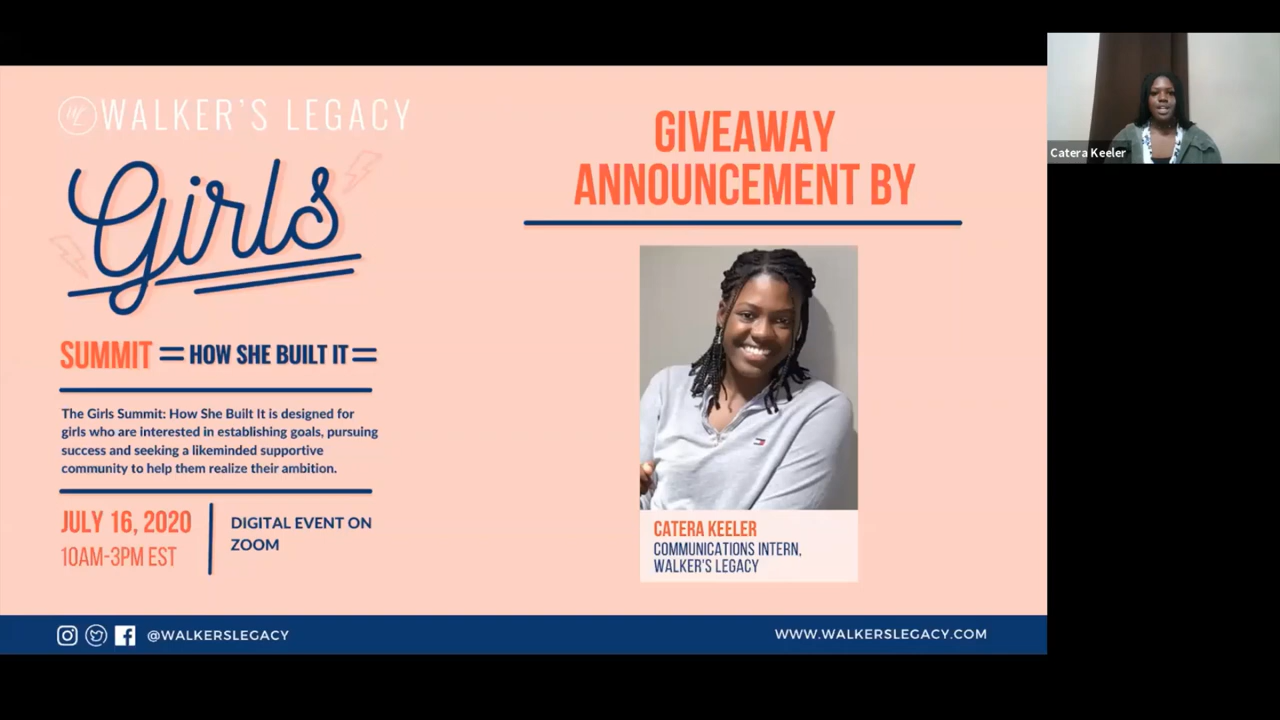 WALKER'S LEGACY
Girls
SUMMIT
HOW SHE BUILT IT
The Girls Summit: How She Built It is designed for
girls who are interested in establishing goals, pursuing
success and seeking a likeminded supportive
community to help them realize their ambition.
JULY 16, 2020
10AM-3PM EST
DIGITAL EVENT ON
ZOOM
@WALKERSLEGACY
GIVEAWAY
ANNOUNCEMENT BY
CATERA KEELER
COMMUNICATIONS INTERN,
WALKER'S LEGACY
WWW.WALKERSLEGACY.COM
Catera Keeler